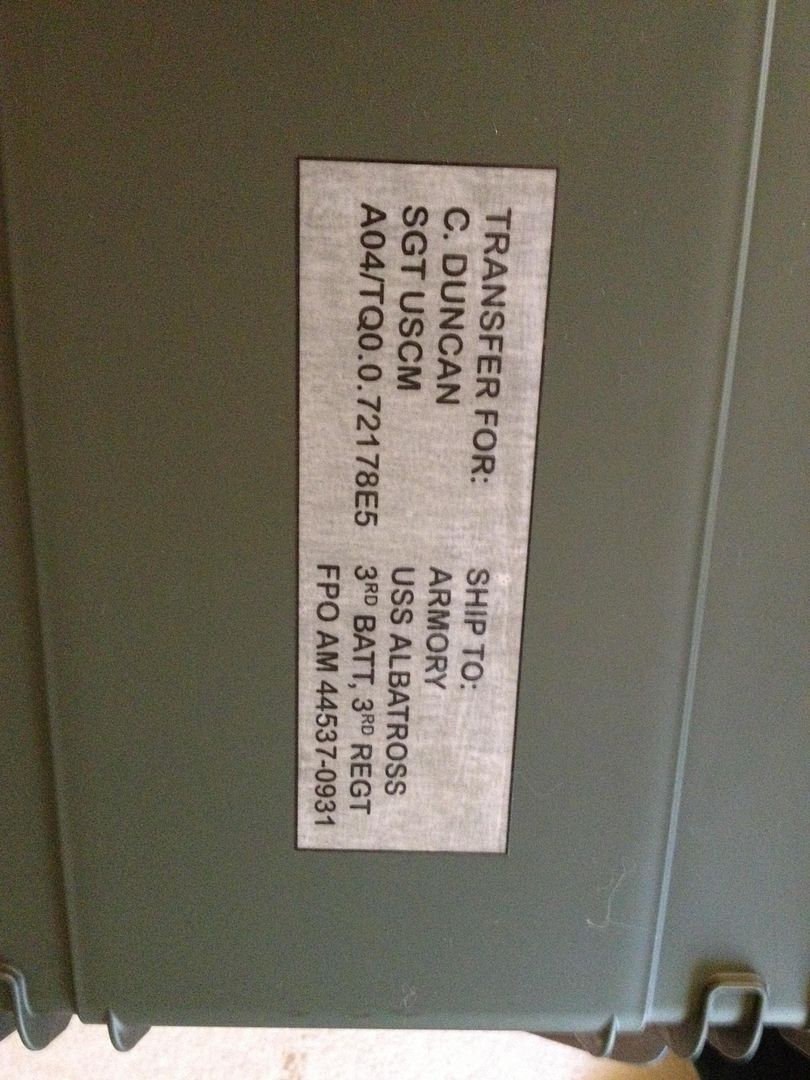 TRANSFER FOR:
C. DUNCAN
SGT USCM
A04/TQ0.0.72178E5
SHIP TO:
ARMORY
USS ALBATROSS
3RD BATT, 3RD REGT
FPO AM 44537-0931